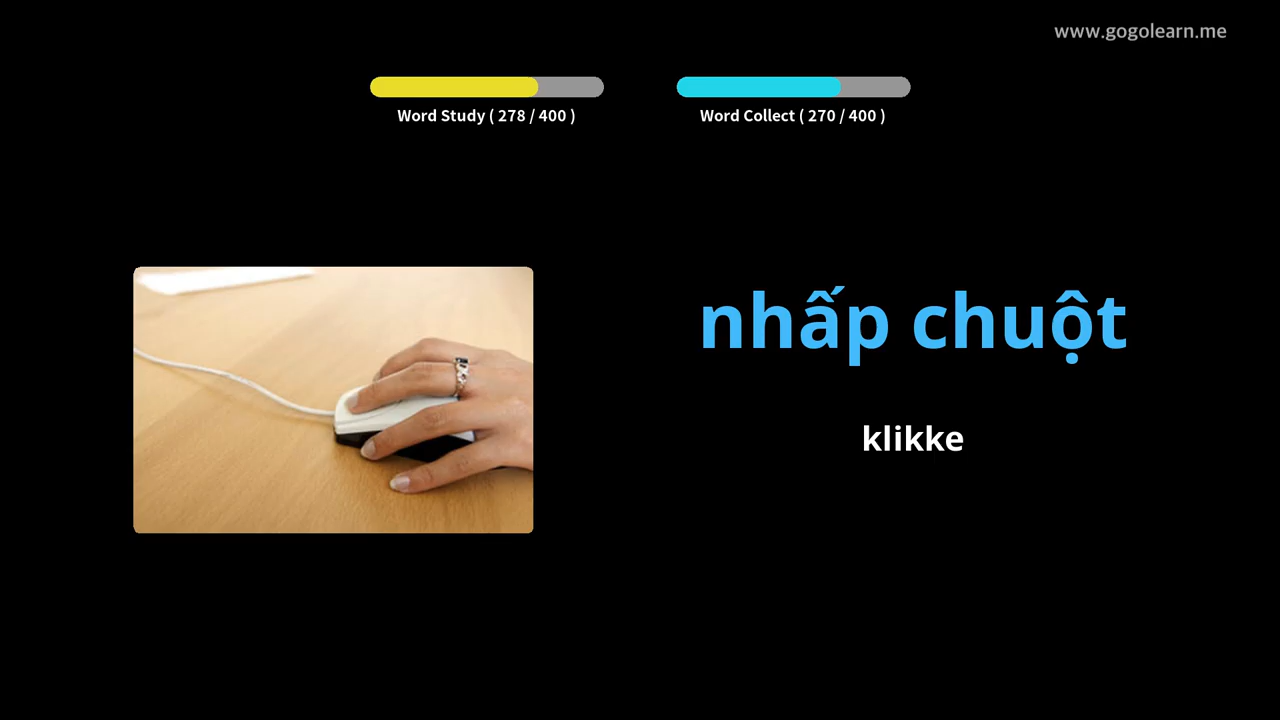 www.gogolearn.me
Word Study ( 278 / 400 )
Word Collect ( 270 / 400 )
nhấp chuột
klikke